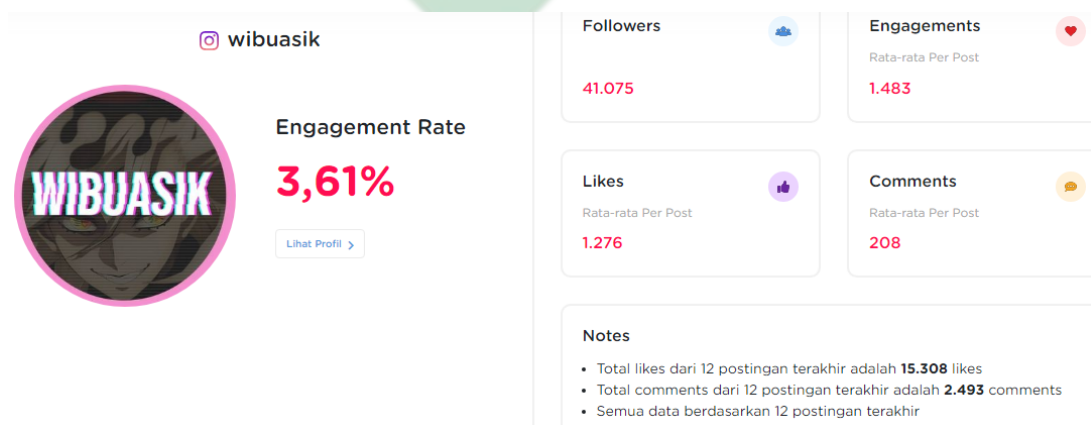 wibuasik
WIBUASIK
Engagement Rate
3,61%
Lihat Profil
Followers
41.075
Engagements
Rata-rata Per Post
1.483
Likes
Rata-rata Per Post
1.276
Comments
Rata-rata Per Post
208
Notes
• Total likes dari 12 postingan terakhir adalah 15.308 likes
• Total comments dari 12 postingan terakhir adalah 2.493 comments
• Semua data berdasarkan 12 postingan terakhir